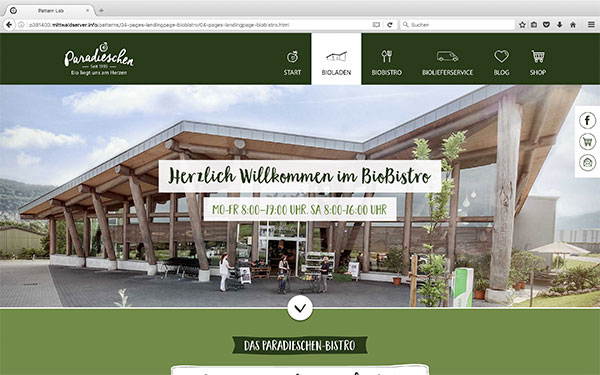 Pattern Lab
p381400.mittwaldserver.info/patterns/04-pages-landingpage-biobistro/04-pages-landingpage-biobistro.html
Paradieschen
Seit 1995
Bio liegt uns am Herzen
START
BIOLADEN
BIOBISTRO
BIOLIEFERSERVICE
BLOG
SHOP
Herzlich Willkommen im BioBistro
MO-FR 8:00-19:00 UHR, SA 8:00-16:00 UHR
DAS PARADIESCHEN-BISTRO